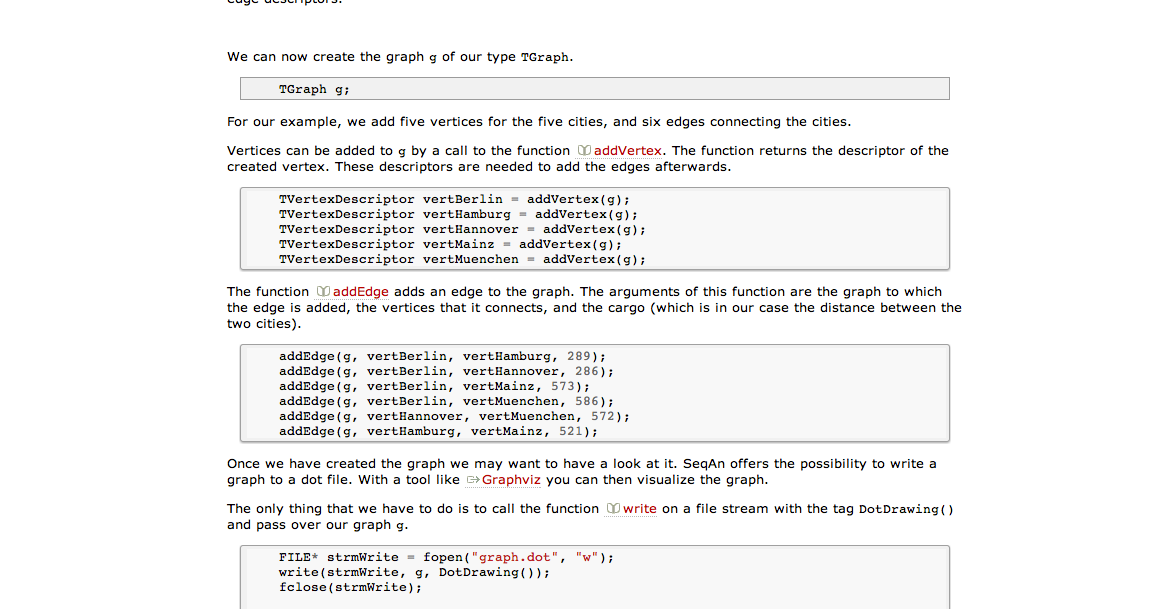 edge descriptors.
We can now create the graph g of our type TGraph.
TGraph g;
For our example, we add five vertices for the five cities, and six edges connecting the cities.
Vertices can be added to g by a call to the function addVertex. The function returns the descriptor of the
created vertex. These descriptors are needed to add the edges afterwards.
TVertexDescriptor vertBerlin = addVertex(g);
TVertexDescriptor vertHamburg = addVertex(g);
TVertexDescriptor vertHannover = addVertex(g);
TVertexDescriptor vertMainz = addVertex(g);
TVertexDescriptor vertMuenchen = addVertex(g);
The function addEdge adds an edge to the graph. The arguments of this function are the graph to which
the edge is added, the vertices that it connects, and the cargo (which is in our case the distance between the
two cities).
addEdge(g, vertBerlin, vertHamburg, 289);
addEdge(g, vertBerlin, vertHannover, 286);
addEdge(g, vertBerlin, vertMainz, 573);
addEdge(g, vertBerlin, vertMuenchen, 586);
addEdge(g, vertHannover, vertMuenchen, 572);
addEdge(g, vertHamburg, vertMainz, 521);
Once we have created the graph we may want to have a look at it. SeqAn offers the possibility to write a
graph to a dot file. With a tool like Graphviz you can then visualize the graph.
The only thing that we have to do is to call the function write on a file stream with the tag DotDrawing()
and pass over our graph g.
FILE* strmWrite = fopen("graph.dot", "w");
write(strmWrite, g, DotDrawing());
fclose(strmWrite);